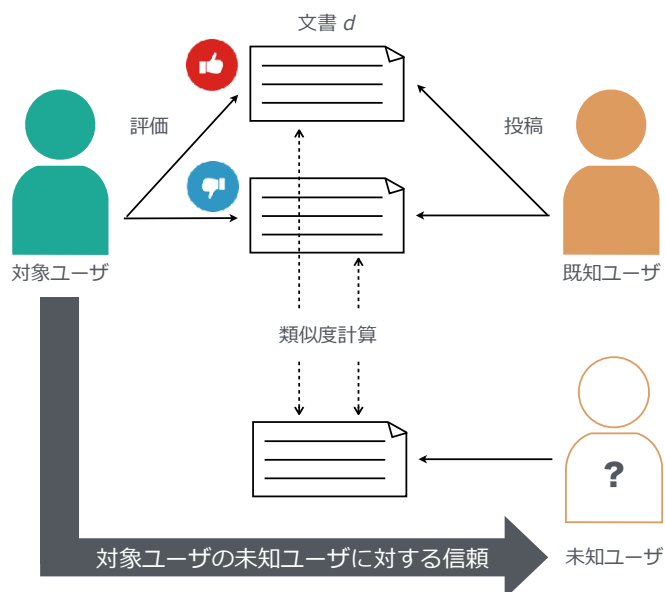 文書 d
評価
投稿
対象ユーザ
既知ユーザ
類似度計算
?
対象ユーザの未知ユーザに対する信頼
未知ユーザ